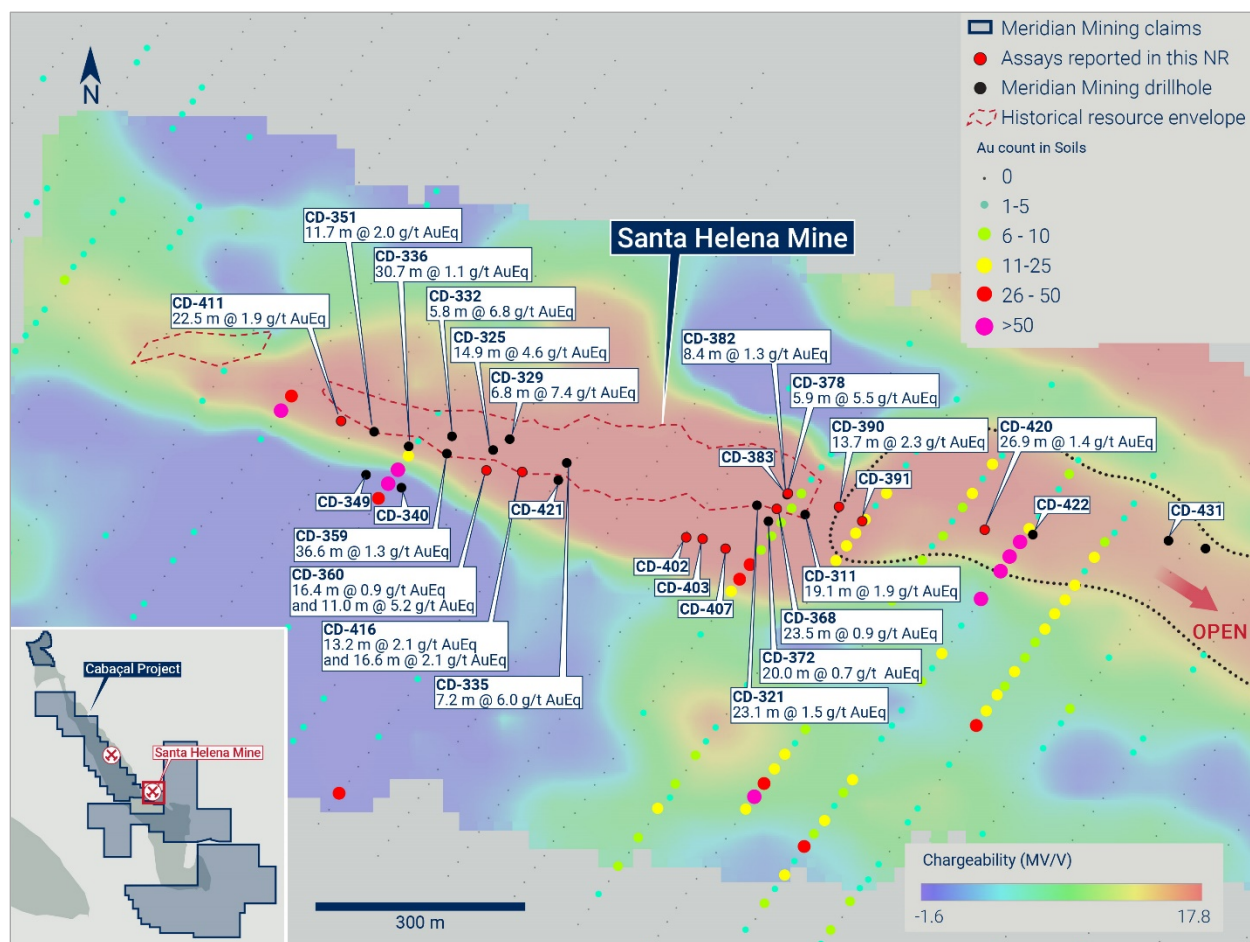 N
Meridian Mining claims
Assays reported in this NR
Meridian Mining drillhole
Historical resource envelope
Au count in Soils
0
1-5
6 - 10
11-25
26 - 50
>50
Santa Helena Mine
CD-351
11.7 m @ 2.0 g/t AuEq
CD-336
30.7 m @ 1.1 g/t AuEq
CD-411
22.5 m @ 1.9 g/t AuEq
CD-332
5.8 m @ 6.8 g/t AuEq
CD-325
14.9 m @ 4.6 g/t AuEq
CD-329
6.8 m @ 7.4 g/t AuEq
CD-382
8.4 m @ 1.3 g/t AuEq
CD-378
5.9 m @ 5.5 g/t AuEq
CD-390
13.7 m @ 2.3 g/t AuEq
CD-420
26.9 m @ 1.4 g/t AuEq
CD-383
CD-391
CD-349
CD-340
CD-421
CD-422
CD-431
CD-359
36.6 m @ 1.3 g/t AuEq
CD-360
16.4 m @ 0.9 g/t AuEq
and 11.0 m @ 5.2 g/t AuEq
CD-416
13.2 m @ 2.1 g/t AuEq
and 16.6 m @ 2.1 g/t AuEq
CD-335
7.2 m @ 6.0 g/t AuEq
CD-402
CD-403
CD-407
CD-311
19.1 m @ 1.9 g/t AuEq
CD-368
23.5 m @ 0.9 g/t AuEq
CD-372
20.0 m @ 0.7 g/t AuEq
CD-321
23.1 m @ 1.5 g/t AuEq
OPEN
Cabaçal Project
Santa Helena Mine
300 m
Chargeability (MV/V)
-1.6
17.8